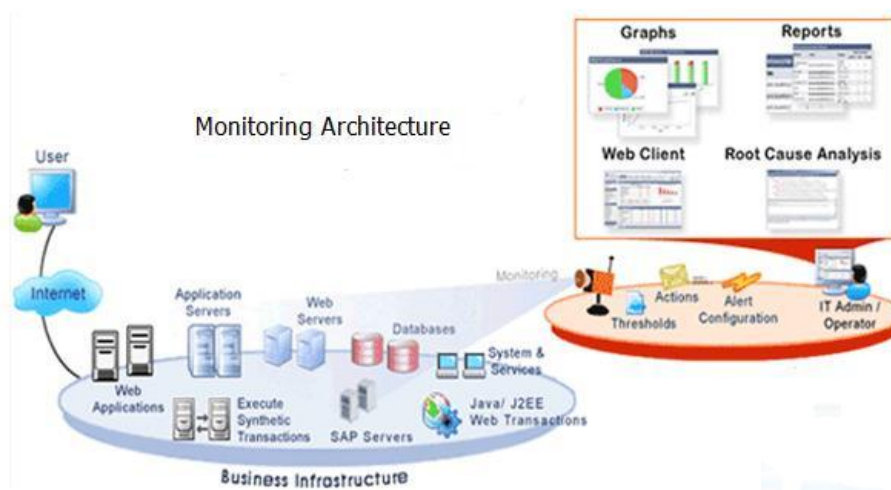 Graphs
Reports
Monitoring Architecture
Web Client
Root Cause Analysis
User
Internet
Monitoring
Actions
Thresholds
Alert
Configuration
IT Admin /
Operator
Application
Servers
Web
Servers
Databases
System &
Services
Web
Applications
Execute
Synthetic
Transactions
SAP Servers
Java/ J2EE
Web Transactions
Business Infrastructure